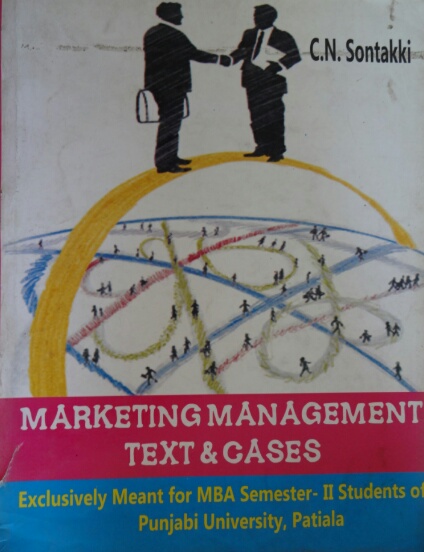 C.N. Sontakki
MARKETING MANAGEMENT
TEXT & CASES
Exclusively Meant for MBA Semester- II Students of
Punjabi University, Patiala